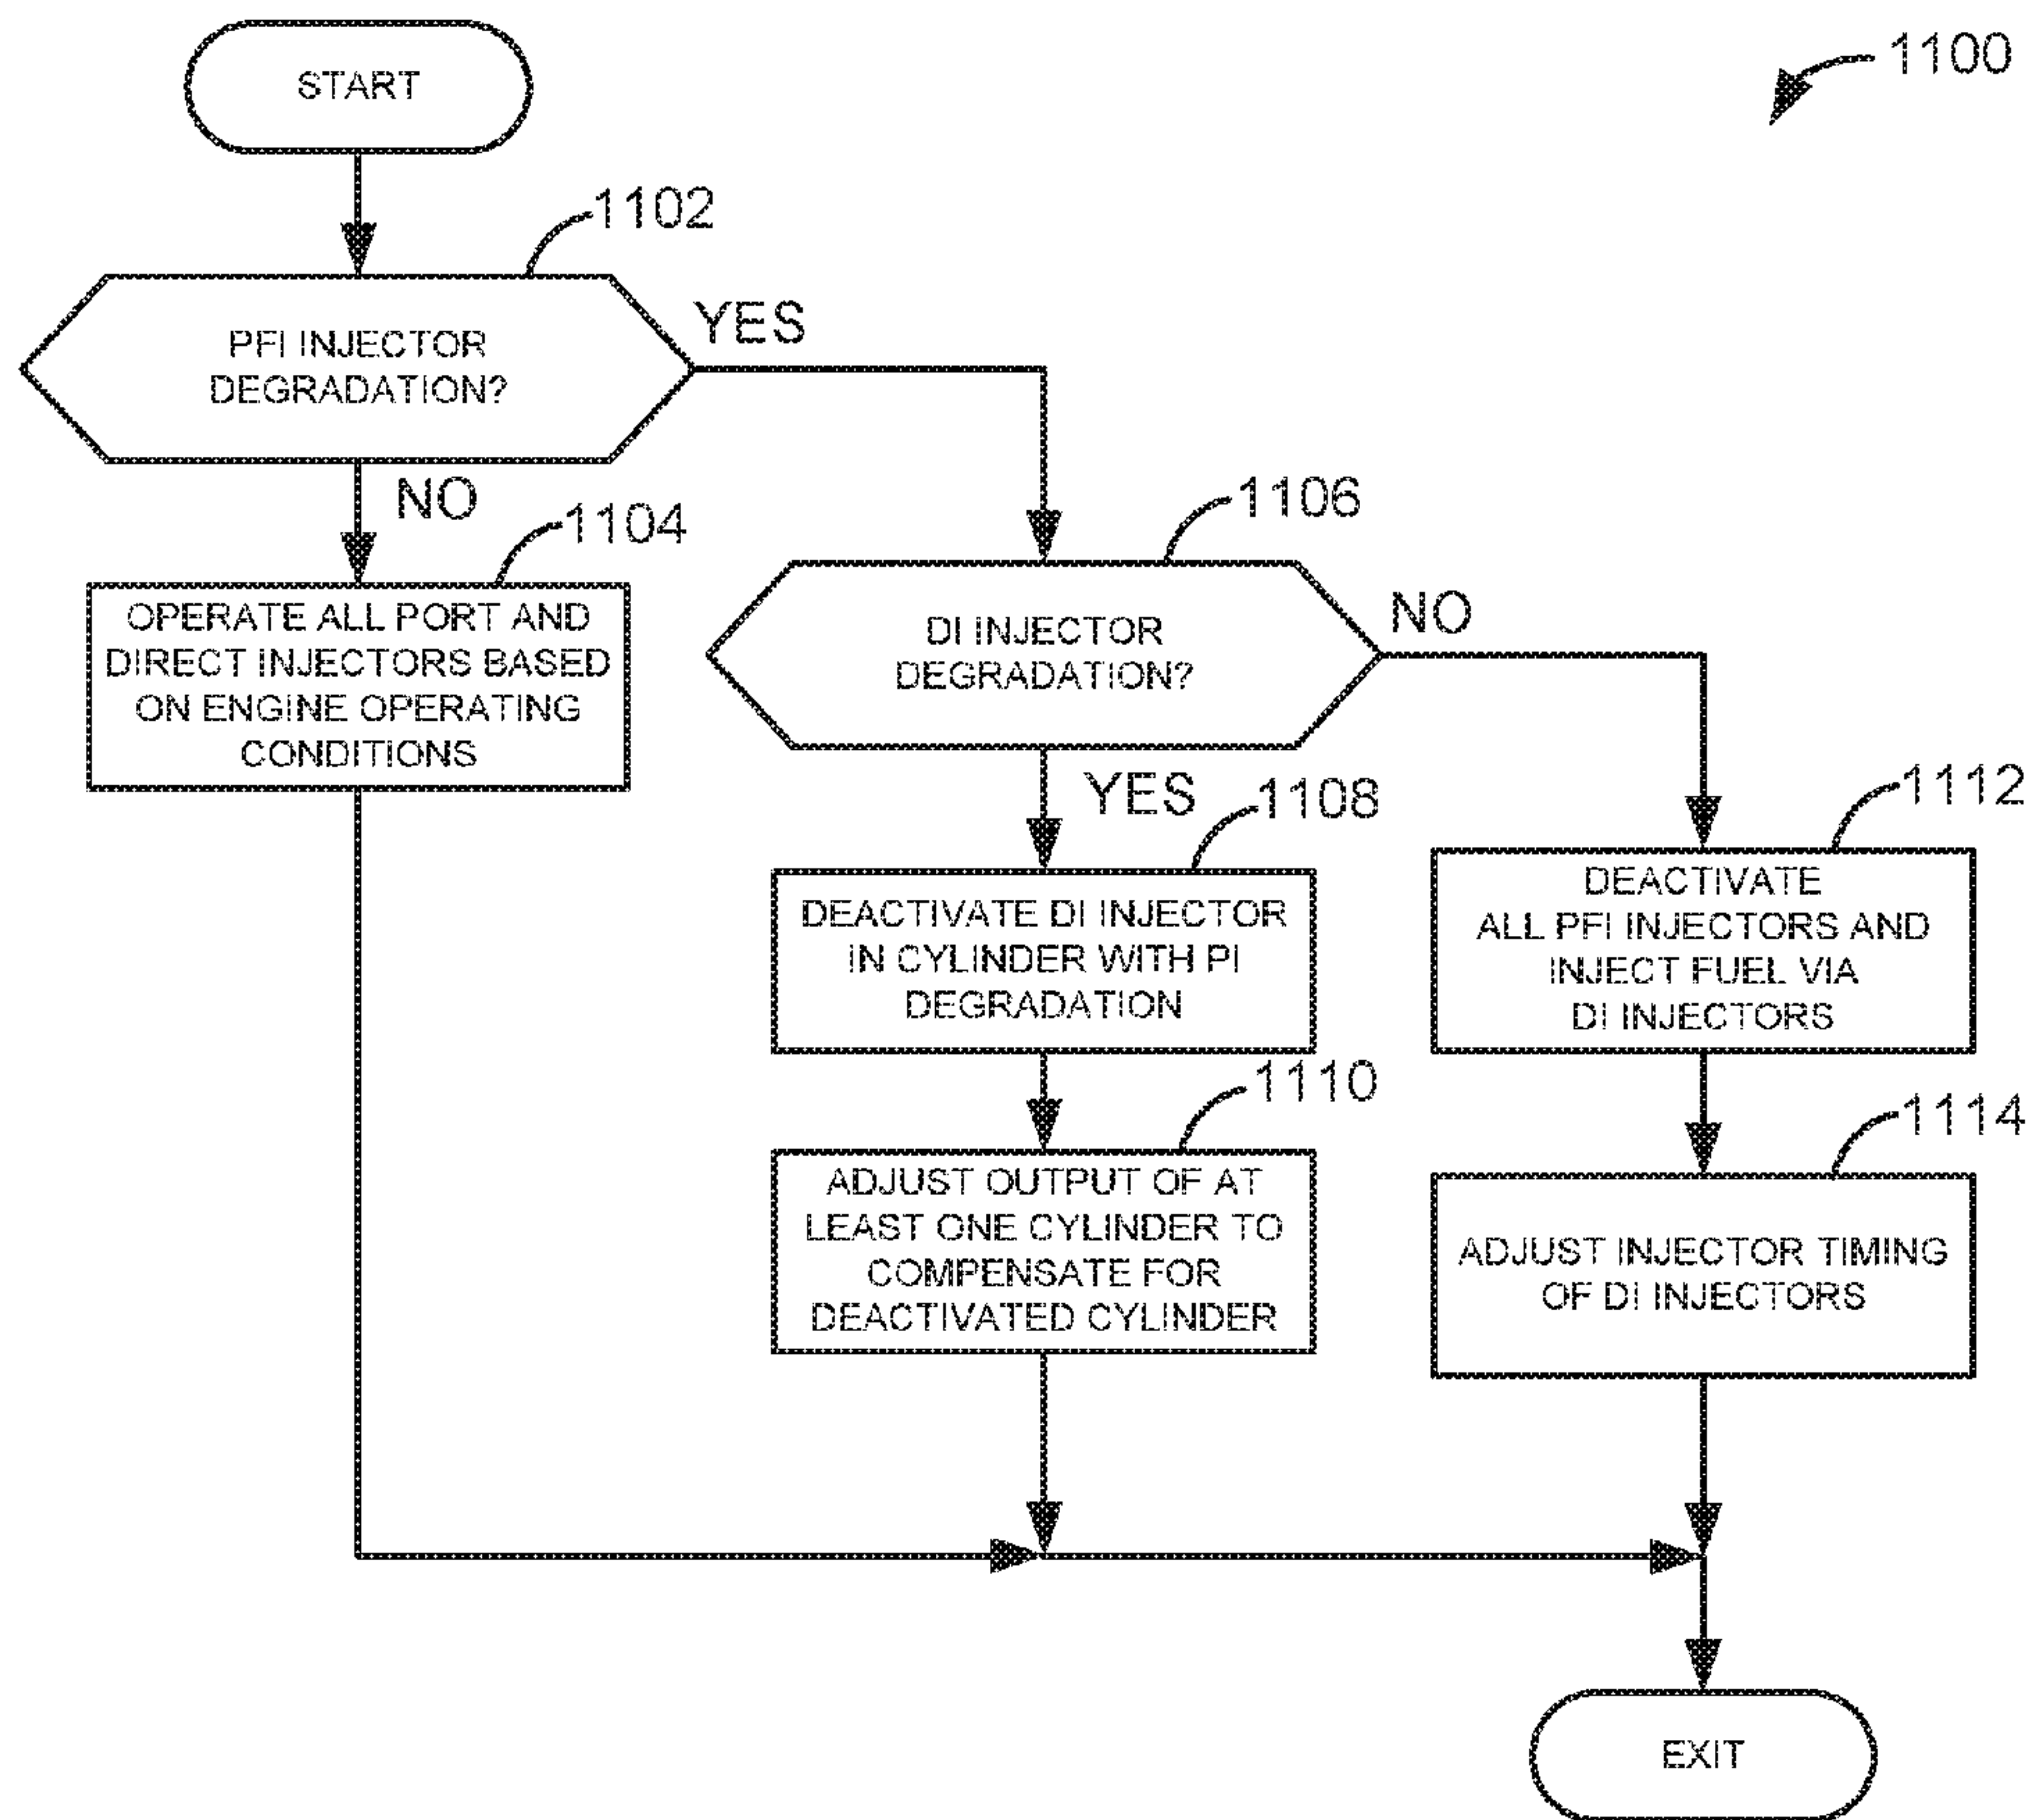 START
1100
1102
PFI INJECTOR
DEGRADATION?
YES
NO
1104
OPERATE ALL PORT AND
DIRECT INJECTORS BASED
ON ENGINE OPERATING
CONDITIONS
1106
DI INJECTOR
DEGRADATION?
NO
YES
1108
DEACTIVATE DI INJECTOR
IN CYLINDER WITH PI
DEGRADATION
1112
DEACTIVATE
ALL PFI INJECTORS AND
INJECT FUEL VIA
DI INJECTORS
1110
ADJUST OUTPUT OF AT
LEAST ONE CYLINDER TO
COMPENSATE FOR
DEACTIVATED CYLINDER
1114
ADJUST INJECTOR TIMING
OF DI INJECTORS
EXIT